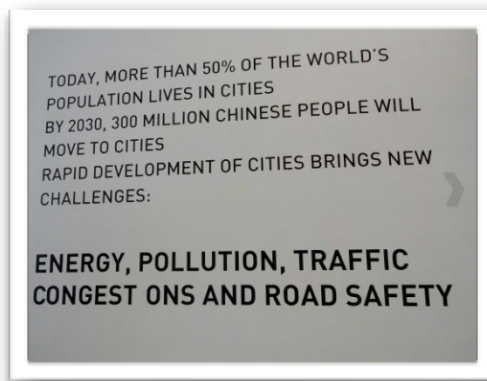 TODAY, MORE THAN 50% OF THE WORLD'S
POPULATION LIVES IN CITIES
BY 2030, 300 MILLION CHINESE PEOPLE WILL
MOVE TO CITIES
RAPID DEVELOPMENT OF CITIES BRINGS NEW
CHALLENGES:
ENERGY, POLLUTION, TRAFFIC
CONGEST ONS AND ROAD SAFETY